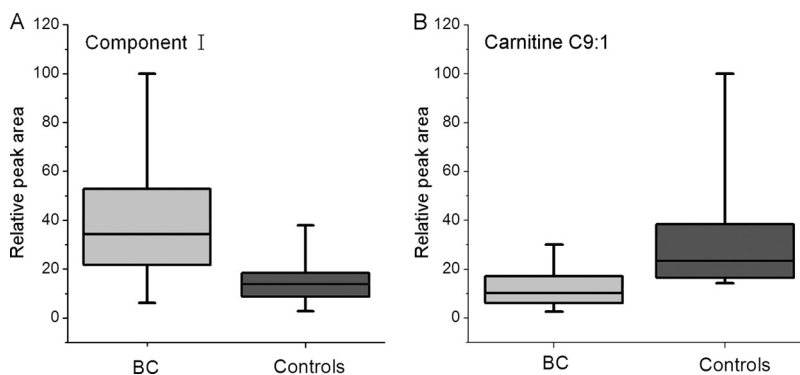 A
Component I
Relative peak area
120
100
80
60
40
20
0
BC
Controls
B
Carnitine C9:1
Relative peak area
120
100
80
60
40
20
0
BC
Controls